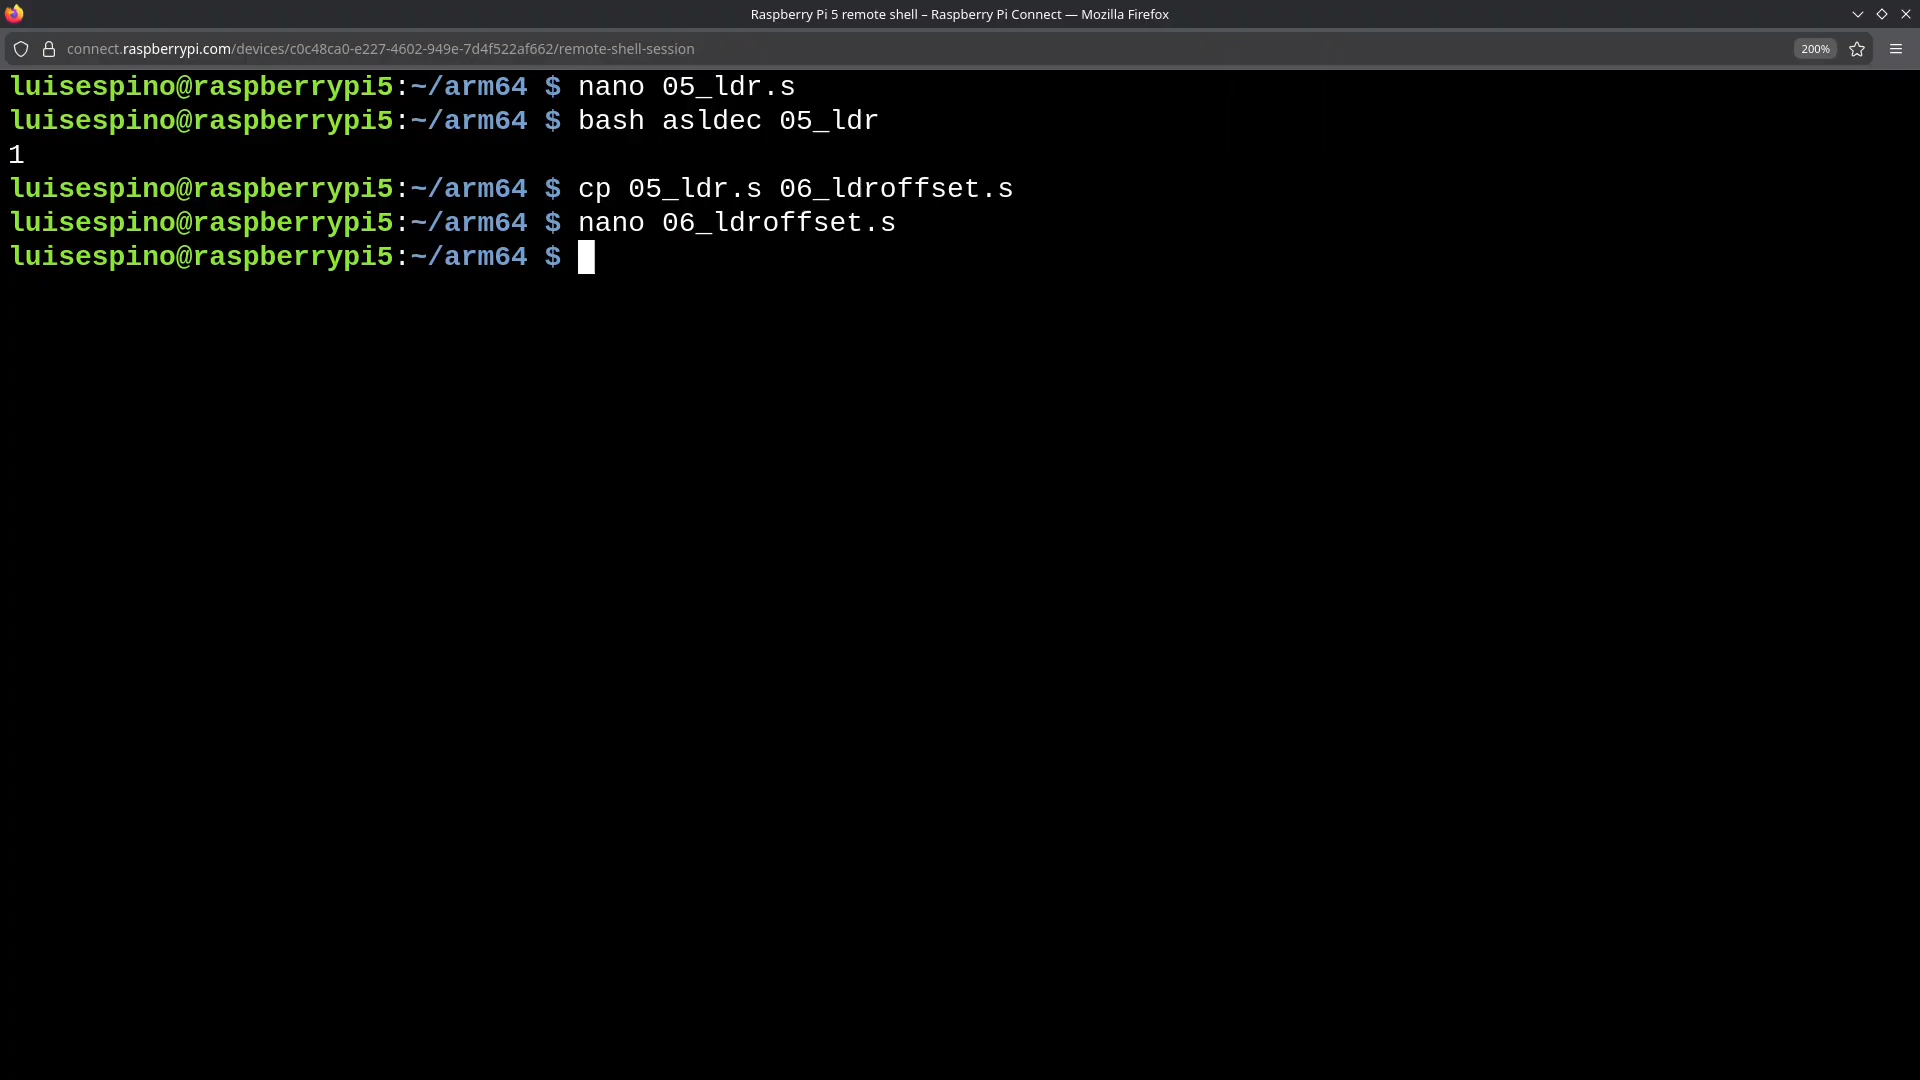 Raspberry Pi 5 remote shell – Raspberry Pi Connect — Mozilla Firefox
connect.raspberrypi.com/devices/c0c48ca0-e227-4602-949e-7d4f522af662/remote-shell-session
200%
luisespino@raspberrypi5:~/arm64 $ nano 05_ldr.s
luisespino@raspberrypi5:~/arm64 $ bash asldec 05_ldr
1
luisespino@raspberrypi5:~/arm64 $ cp 05_ldr.s 06_ldroffset.s
luisespino@raspberrypi5:~/arm64 $ nano 06_ldroffset.s
luisespino@raspberrypi5:~/arm64 $